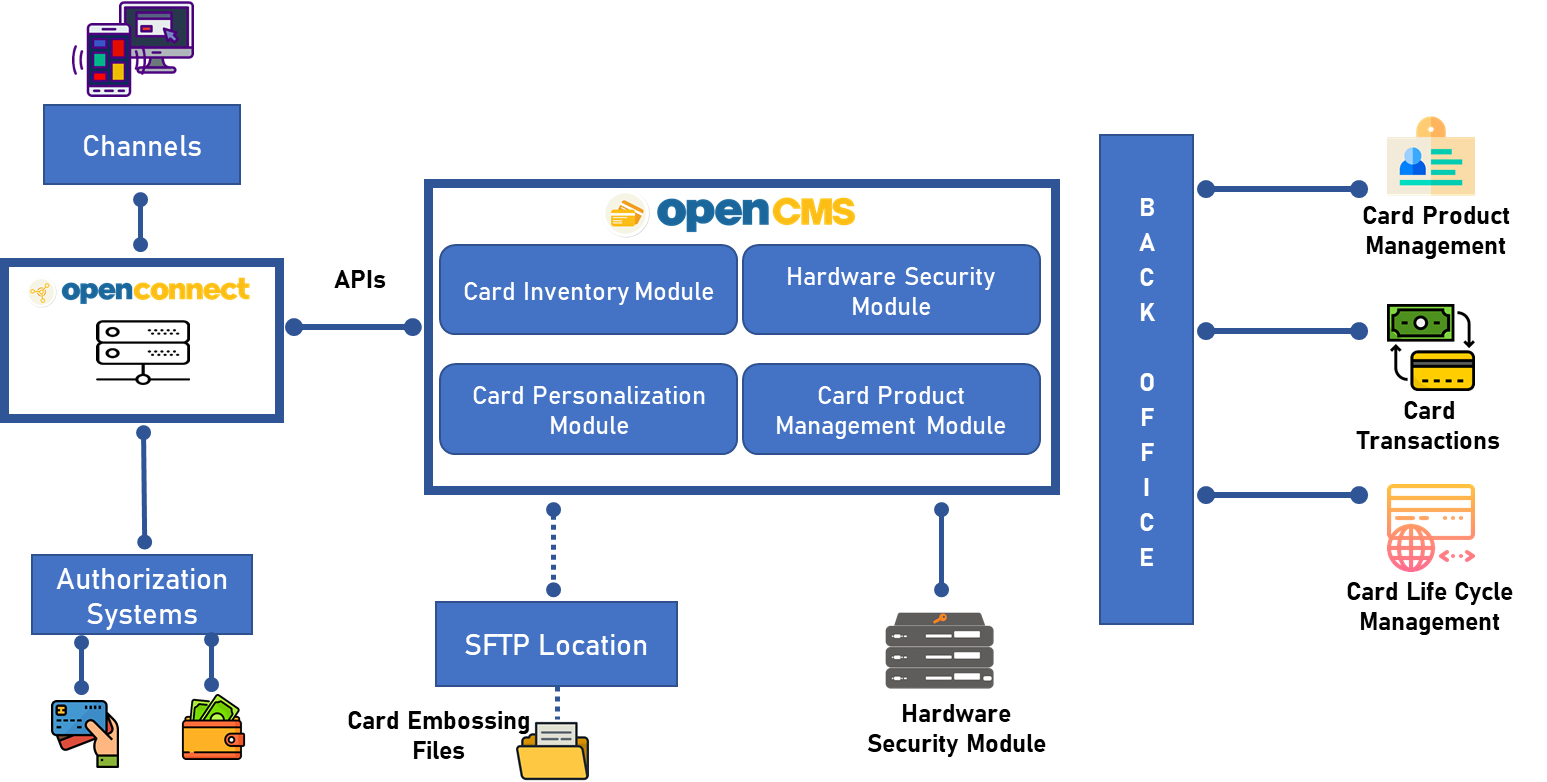 Channels
openconnect
APIs
openCMS
Card Inventory Module
Hardware Security
Module
Card Personalization
Module
Card Product
Management Module
Authorization
Systems
SFTP Location
Card Embossing
Files
Hardware
Security Module
B
A
C
K
O
F
F
I
C
E
Card Product
Management
Card
Transactions
Card Life Cycle
Management